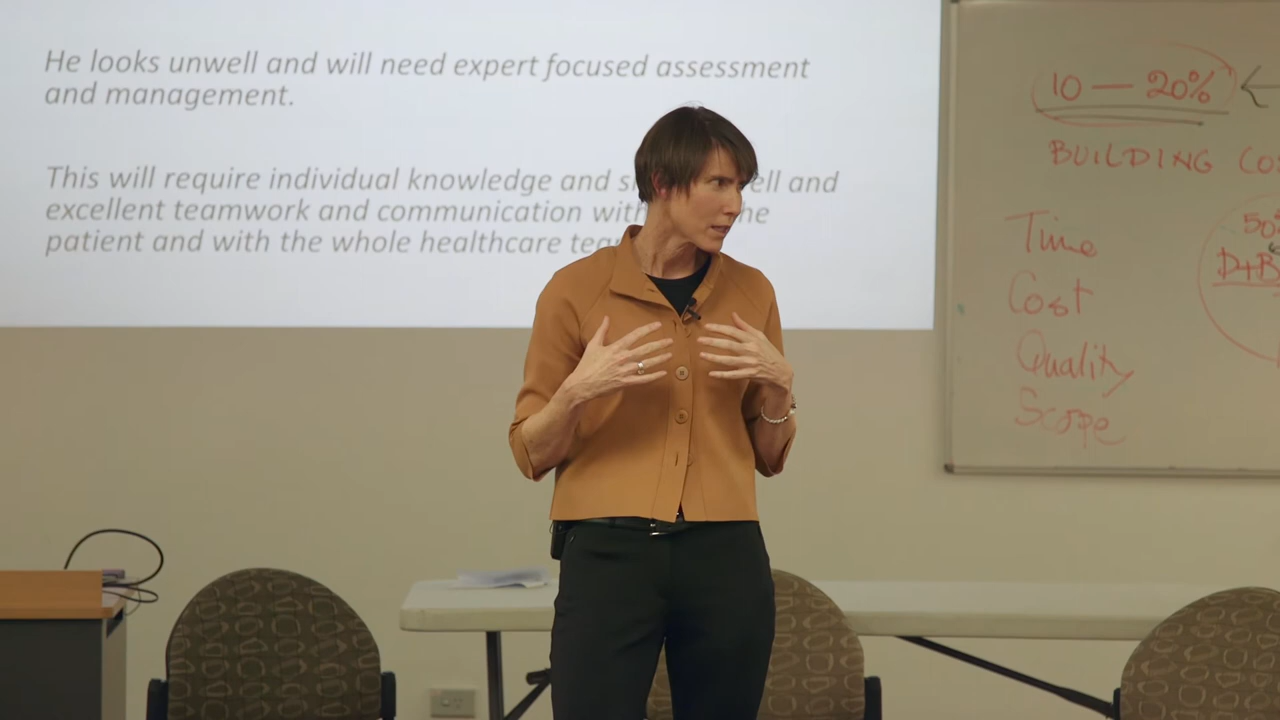 He looks unwell and will need expert focused assessment
and management.
This will require individual knowledge and and
excellent teamwork and communication
patient and with the whole healthcare
10 — 20%
BUILDING
Time
Cost
Quality
Scope
D+B